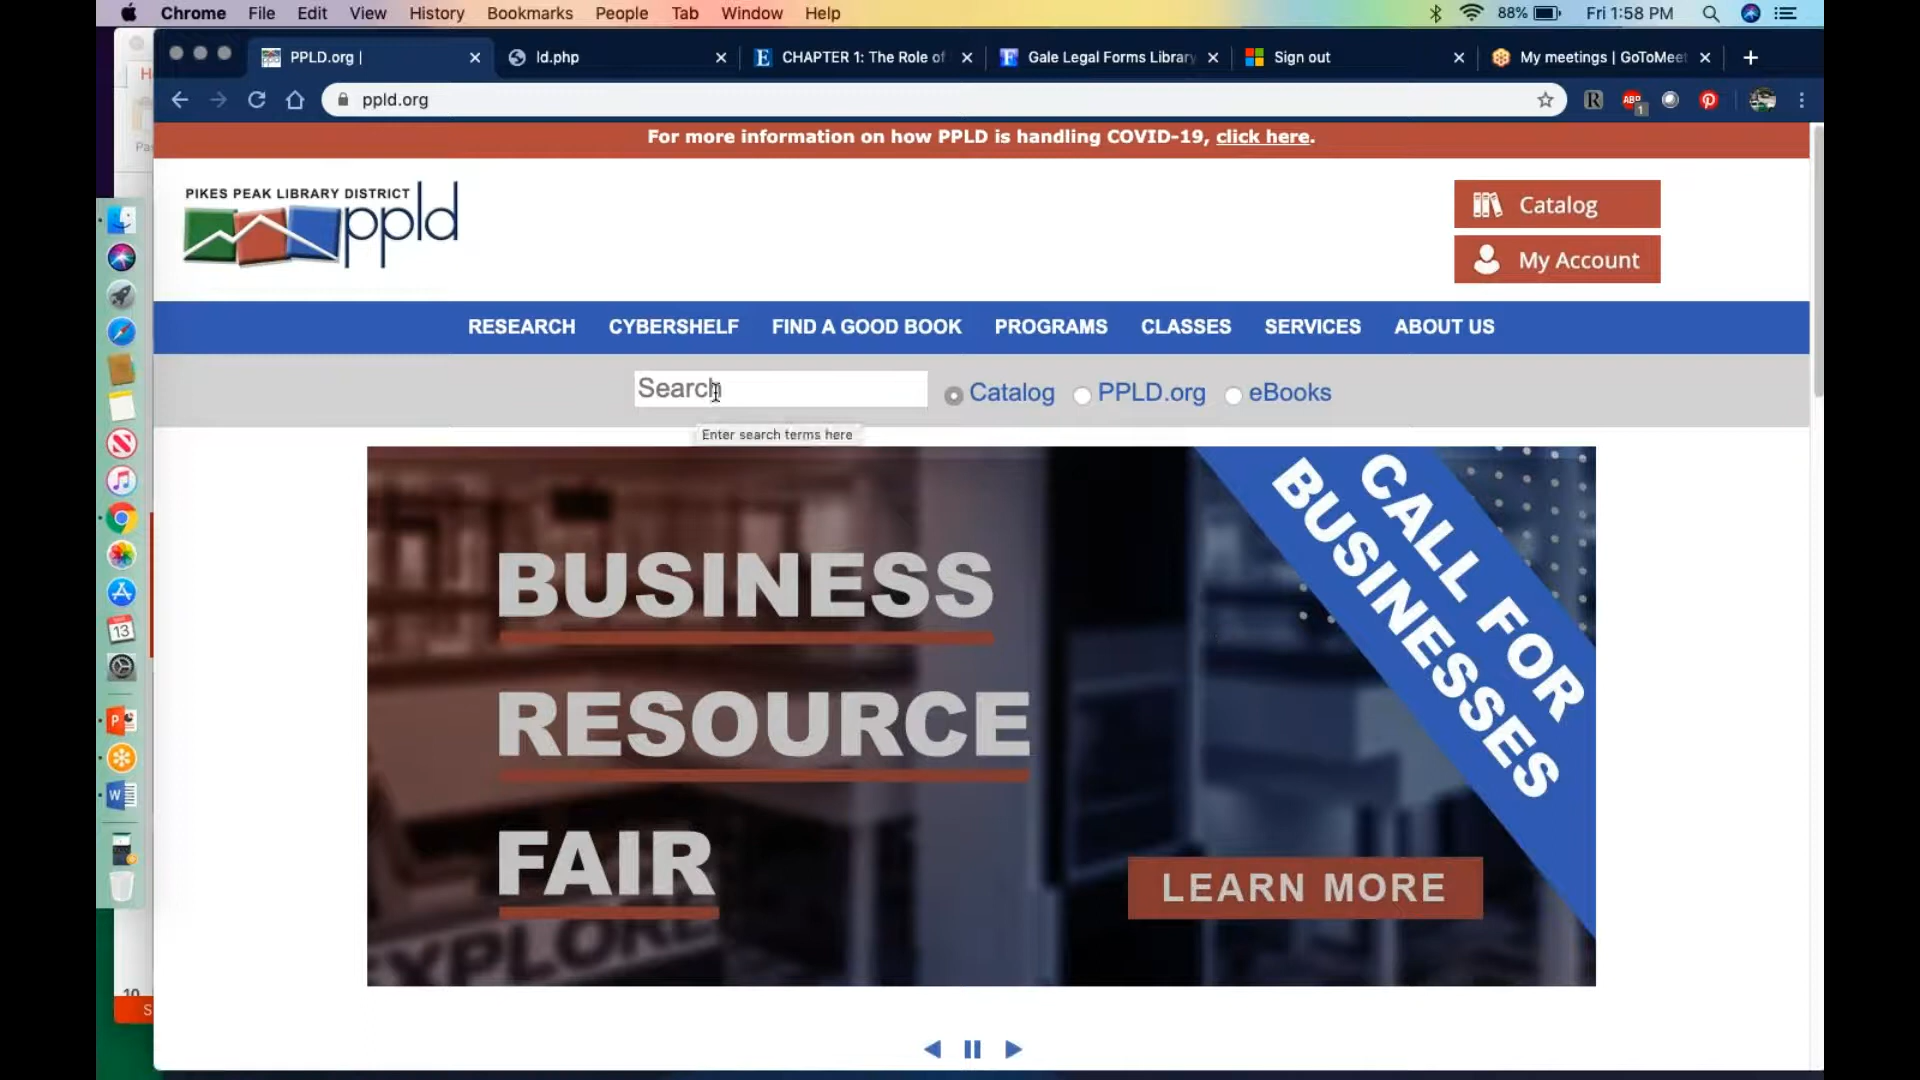 Chrome File Edit View History Bookmarks People Tab Window Help
88% Fri 1:58 PM
PPLD.org |
ld.php
CHAPTER 1: The Role of
Gale Legal Forms Library
Sign out
My meetings | GoToMeet
ppld.org
R ABP 1
For more information on how PPLD is handling COVID-19, click here.
PIKES PEAK LIBRARY DISTRICT
ppld
Catalog
My Account
RESEARCH CYBERSHELF FIND A GOOD BOOK PROGRAMS CLASSES SERVICES ABOUT US
Search
Catalog PPLD.org eBooks
Enter search terms here
CALL FOR
BUSINESSES
BUSINESS
RESOURCE
FAIR
LEARN MORE
EXPLORE
13
P
W